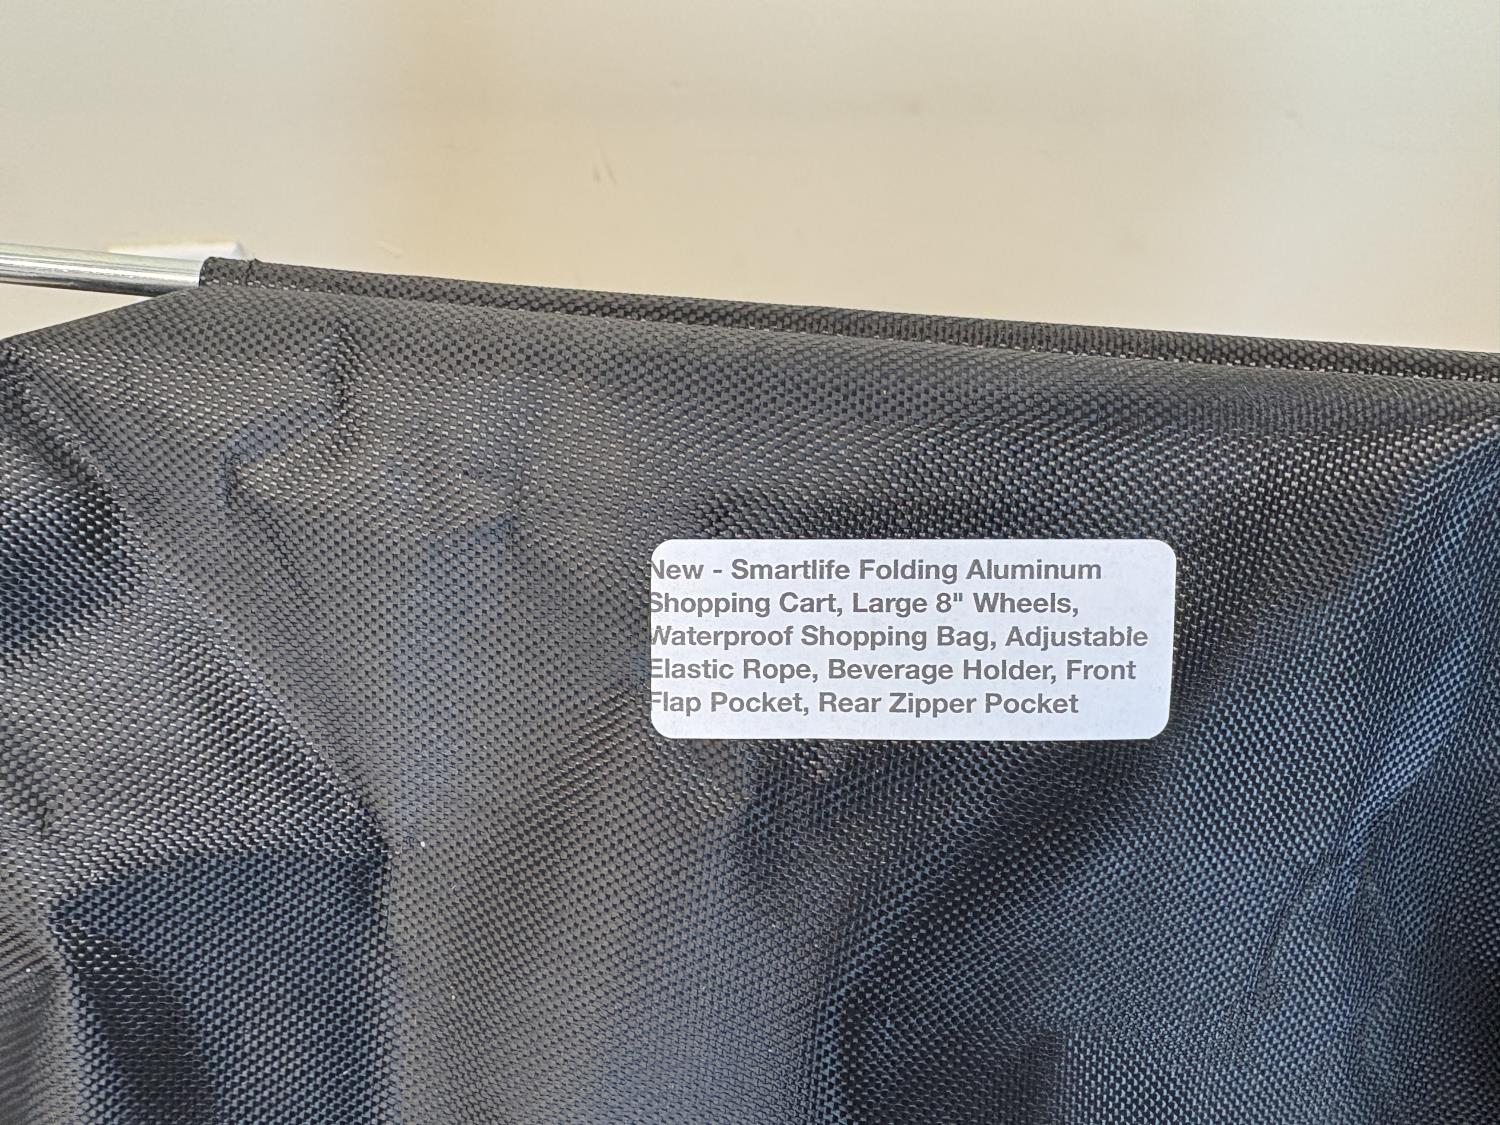 New - Smartlife Folding Aluminum
Shopping Cart, Large 8" Wheels,
Waterproof Shopping Bag, Adjustable
Elastic Rope, Beverage Holder, Front
Flap Pocket, Rear Zipper Pocket